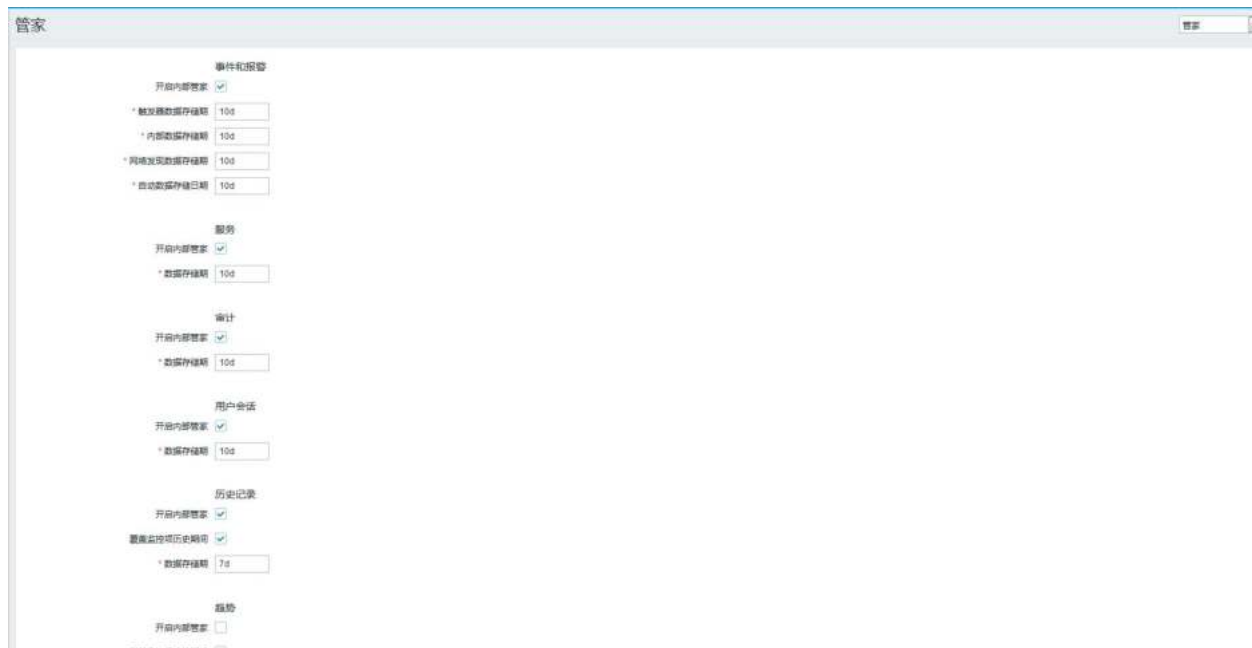 管家
管家
事件和报警
开启内部管家
* 触发器数据存储期 10d
* 内部数据存储期 10d
* 网络发现数据存储期 10d
* 自动数据存储日期 10d
服务
开启内部管家
* 数据存储期 10d
审计
开启内部管家
* 数据存储期 10d
用户会话
开启内部管家
* 数据存储期 10d
历史记录
开启内部管家
覆盖监控项历史期间
* 数据存储期 7d
趋势
开启内部管家